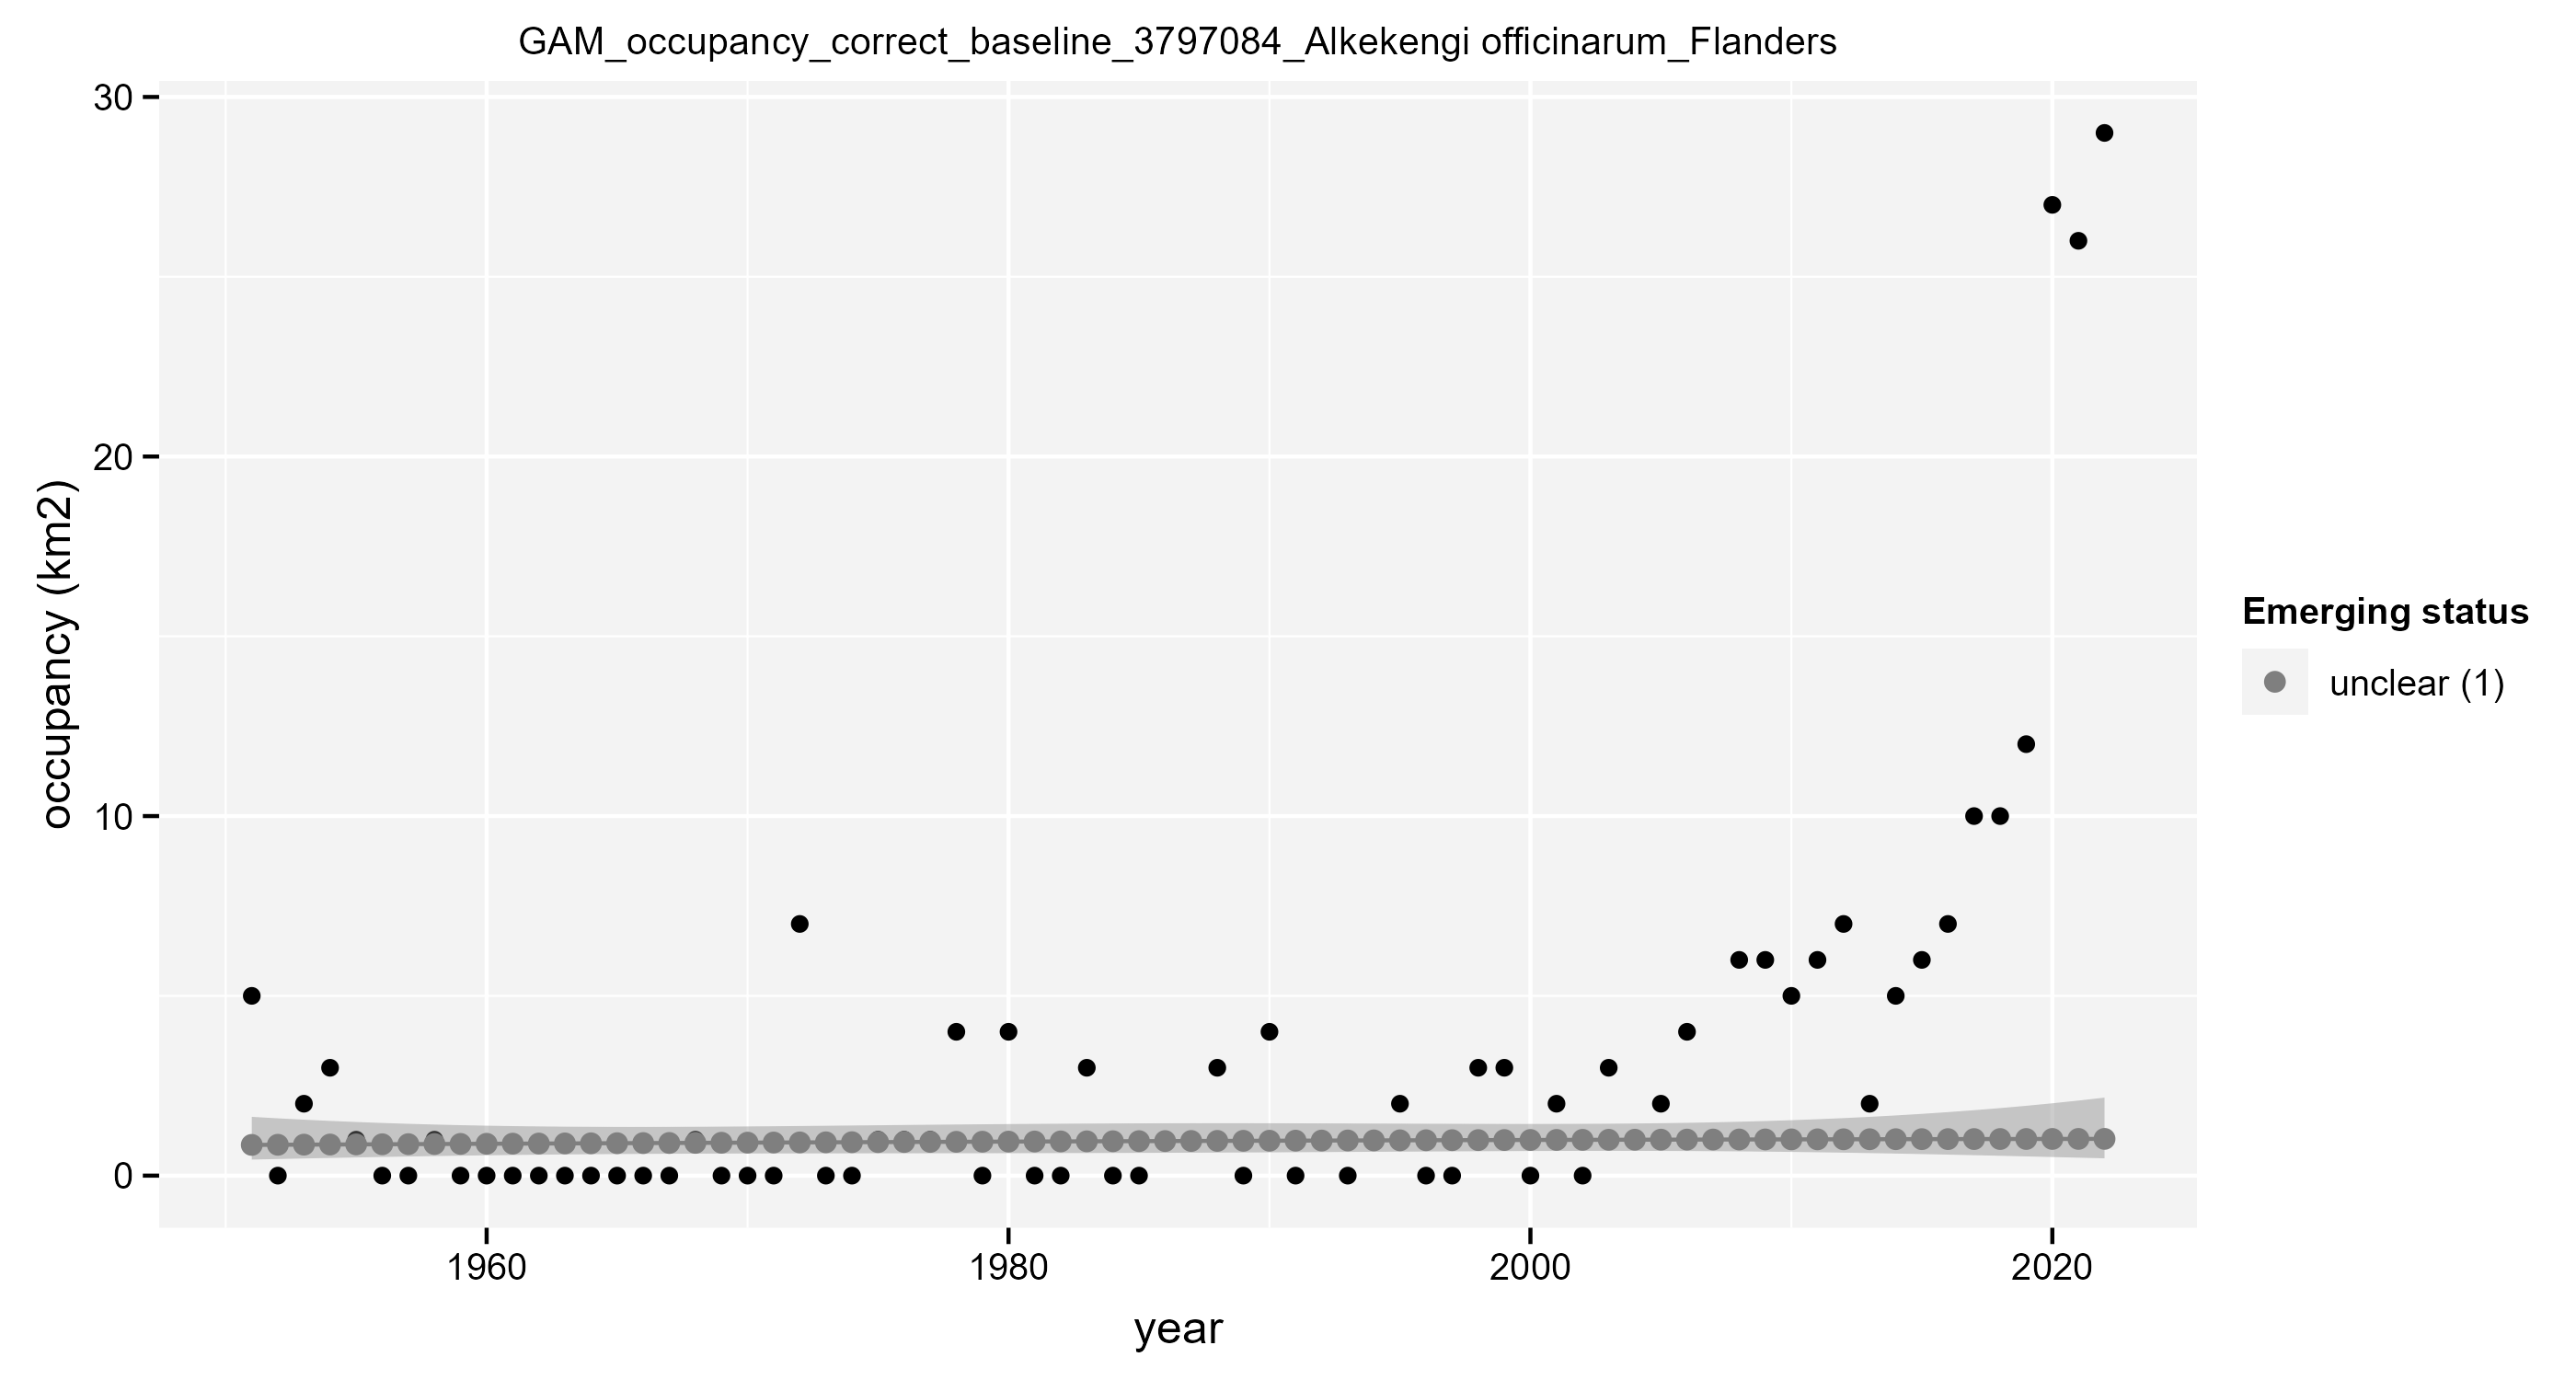 GAM_occupancy_correct_baseline_3797084_Alkekengi officinarum_Flanders
30
20
10
0
occupancy (km2)
1960
1980
2000
2020
year
Emerging status
unclear (1)